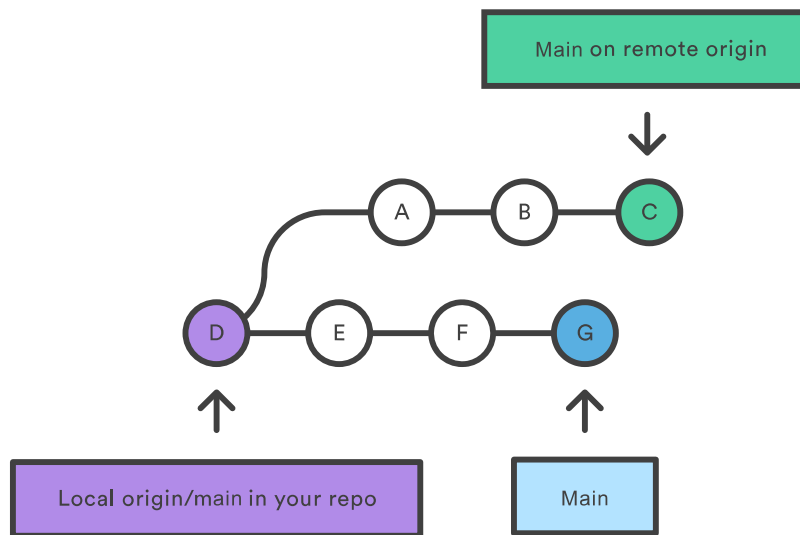 Main on remote origin
A B C
D E F G
Local origin/main in your repo
Main